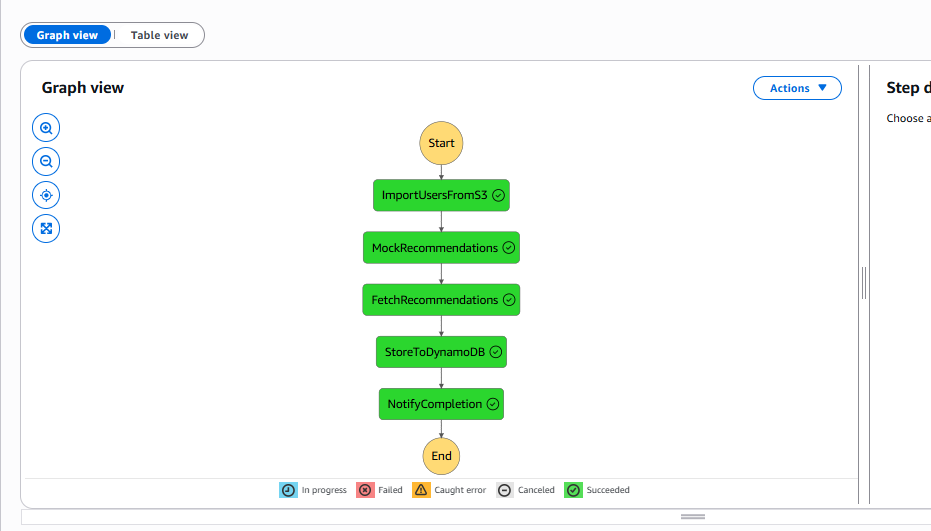 Graph view Table view
Graph view
Actions
Step d
Choose a
Start
ImportUsersFromS3
MockRecommendations
FetchRecommendations
StoreToDynamoDB
NotifyCompletion
End
In progress Failed Caught error Canceled Succeeded